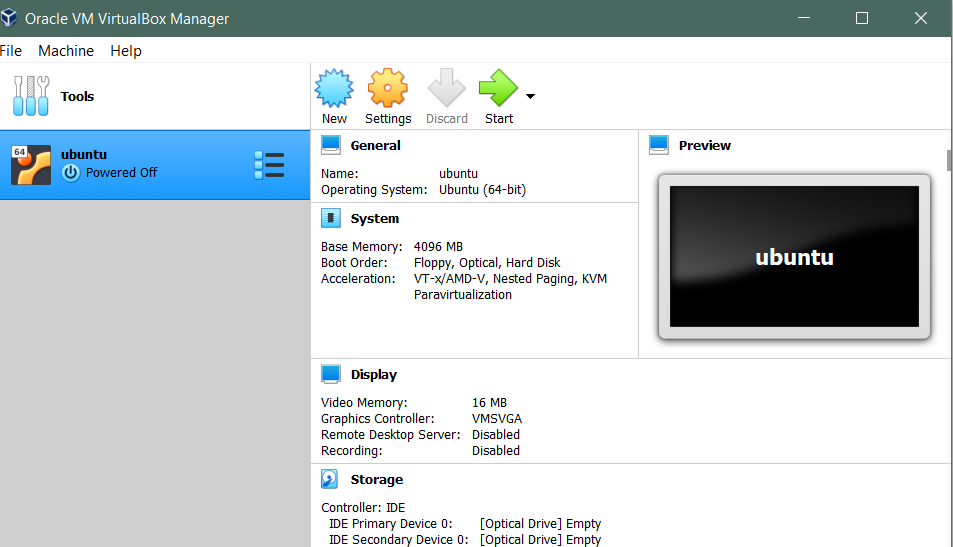 Oracle VM VirtualBox Manager
File Machine Help
Tools
New Settings Discard Start
64
ubuntu
Powered Off
General
Name: ubuntu
Operating System: Ubuntu (64-bit)
System
Base Memory: 4096 MB
Boot Order: Floppy, Optical, Hard Disk
Acceleration: VT-x/AMD-V, Nested Paging, KVM
Paravirtualization
Preview
ubuntu
Display
Video Memory: 16 MB
Graphics Controller: VMSVGA
Remote Desktop Server: Disabled
Recording: Disabled
Storage
Controller: IDE
IDE Primary Device 0: [Optical Drive] Empty
IDE Secondary Device 0: [Optical Drive] Empty